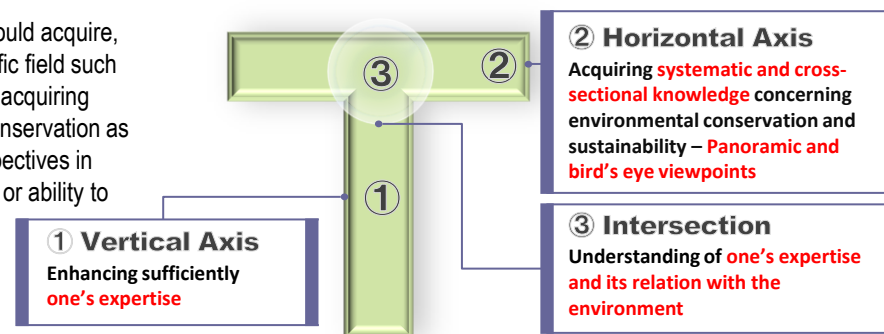 ould acquire,
fic field such
acquiring
nservation as
pectives in
or ability to
③
②
①
② Horizontal Axis
Acquiring systematic and cross-
sectional knowledge concerning
environmental conservation and
sustainability – Panoramic and
bird's eye viewpoints
① Vertical Axis
Enhancing sufficiently
one's expertise
③ Intersection
Understanding of one's expertise
and its relation with the
environment